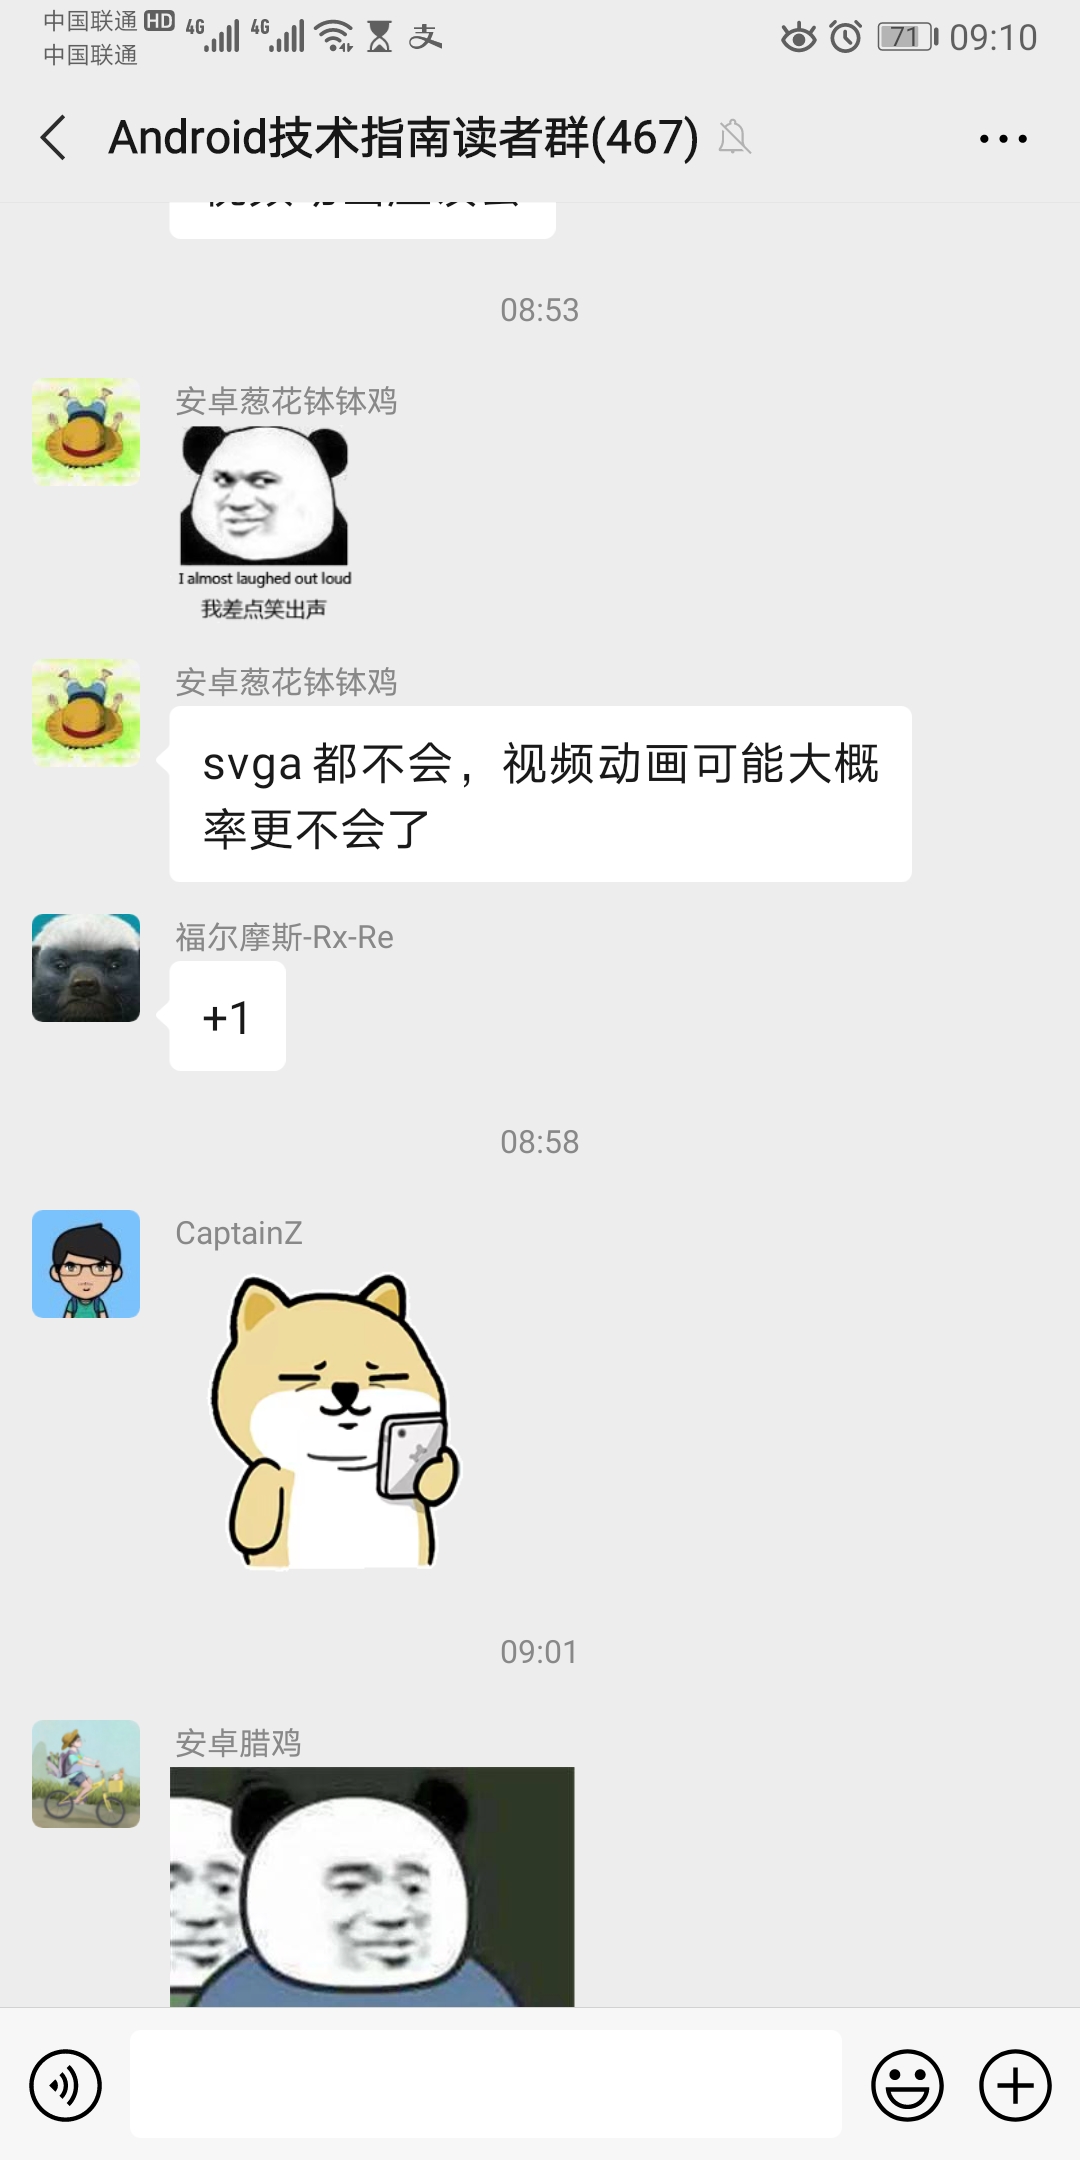 中国联通 HD 4G 4G 71 09:10
中国联通
Android技术指南读者群(467)
08:53
安卓葱花钵钵鸡
I almost laughed out loud
我差点笑出声
安卓葱花钵钵鸡
svga都不会，视频动画可能大概
率更不会了
福尔摩斯-Rx-Re
+1
08:58
CaptainZ
09:01
安卓腊鸡